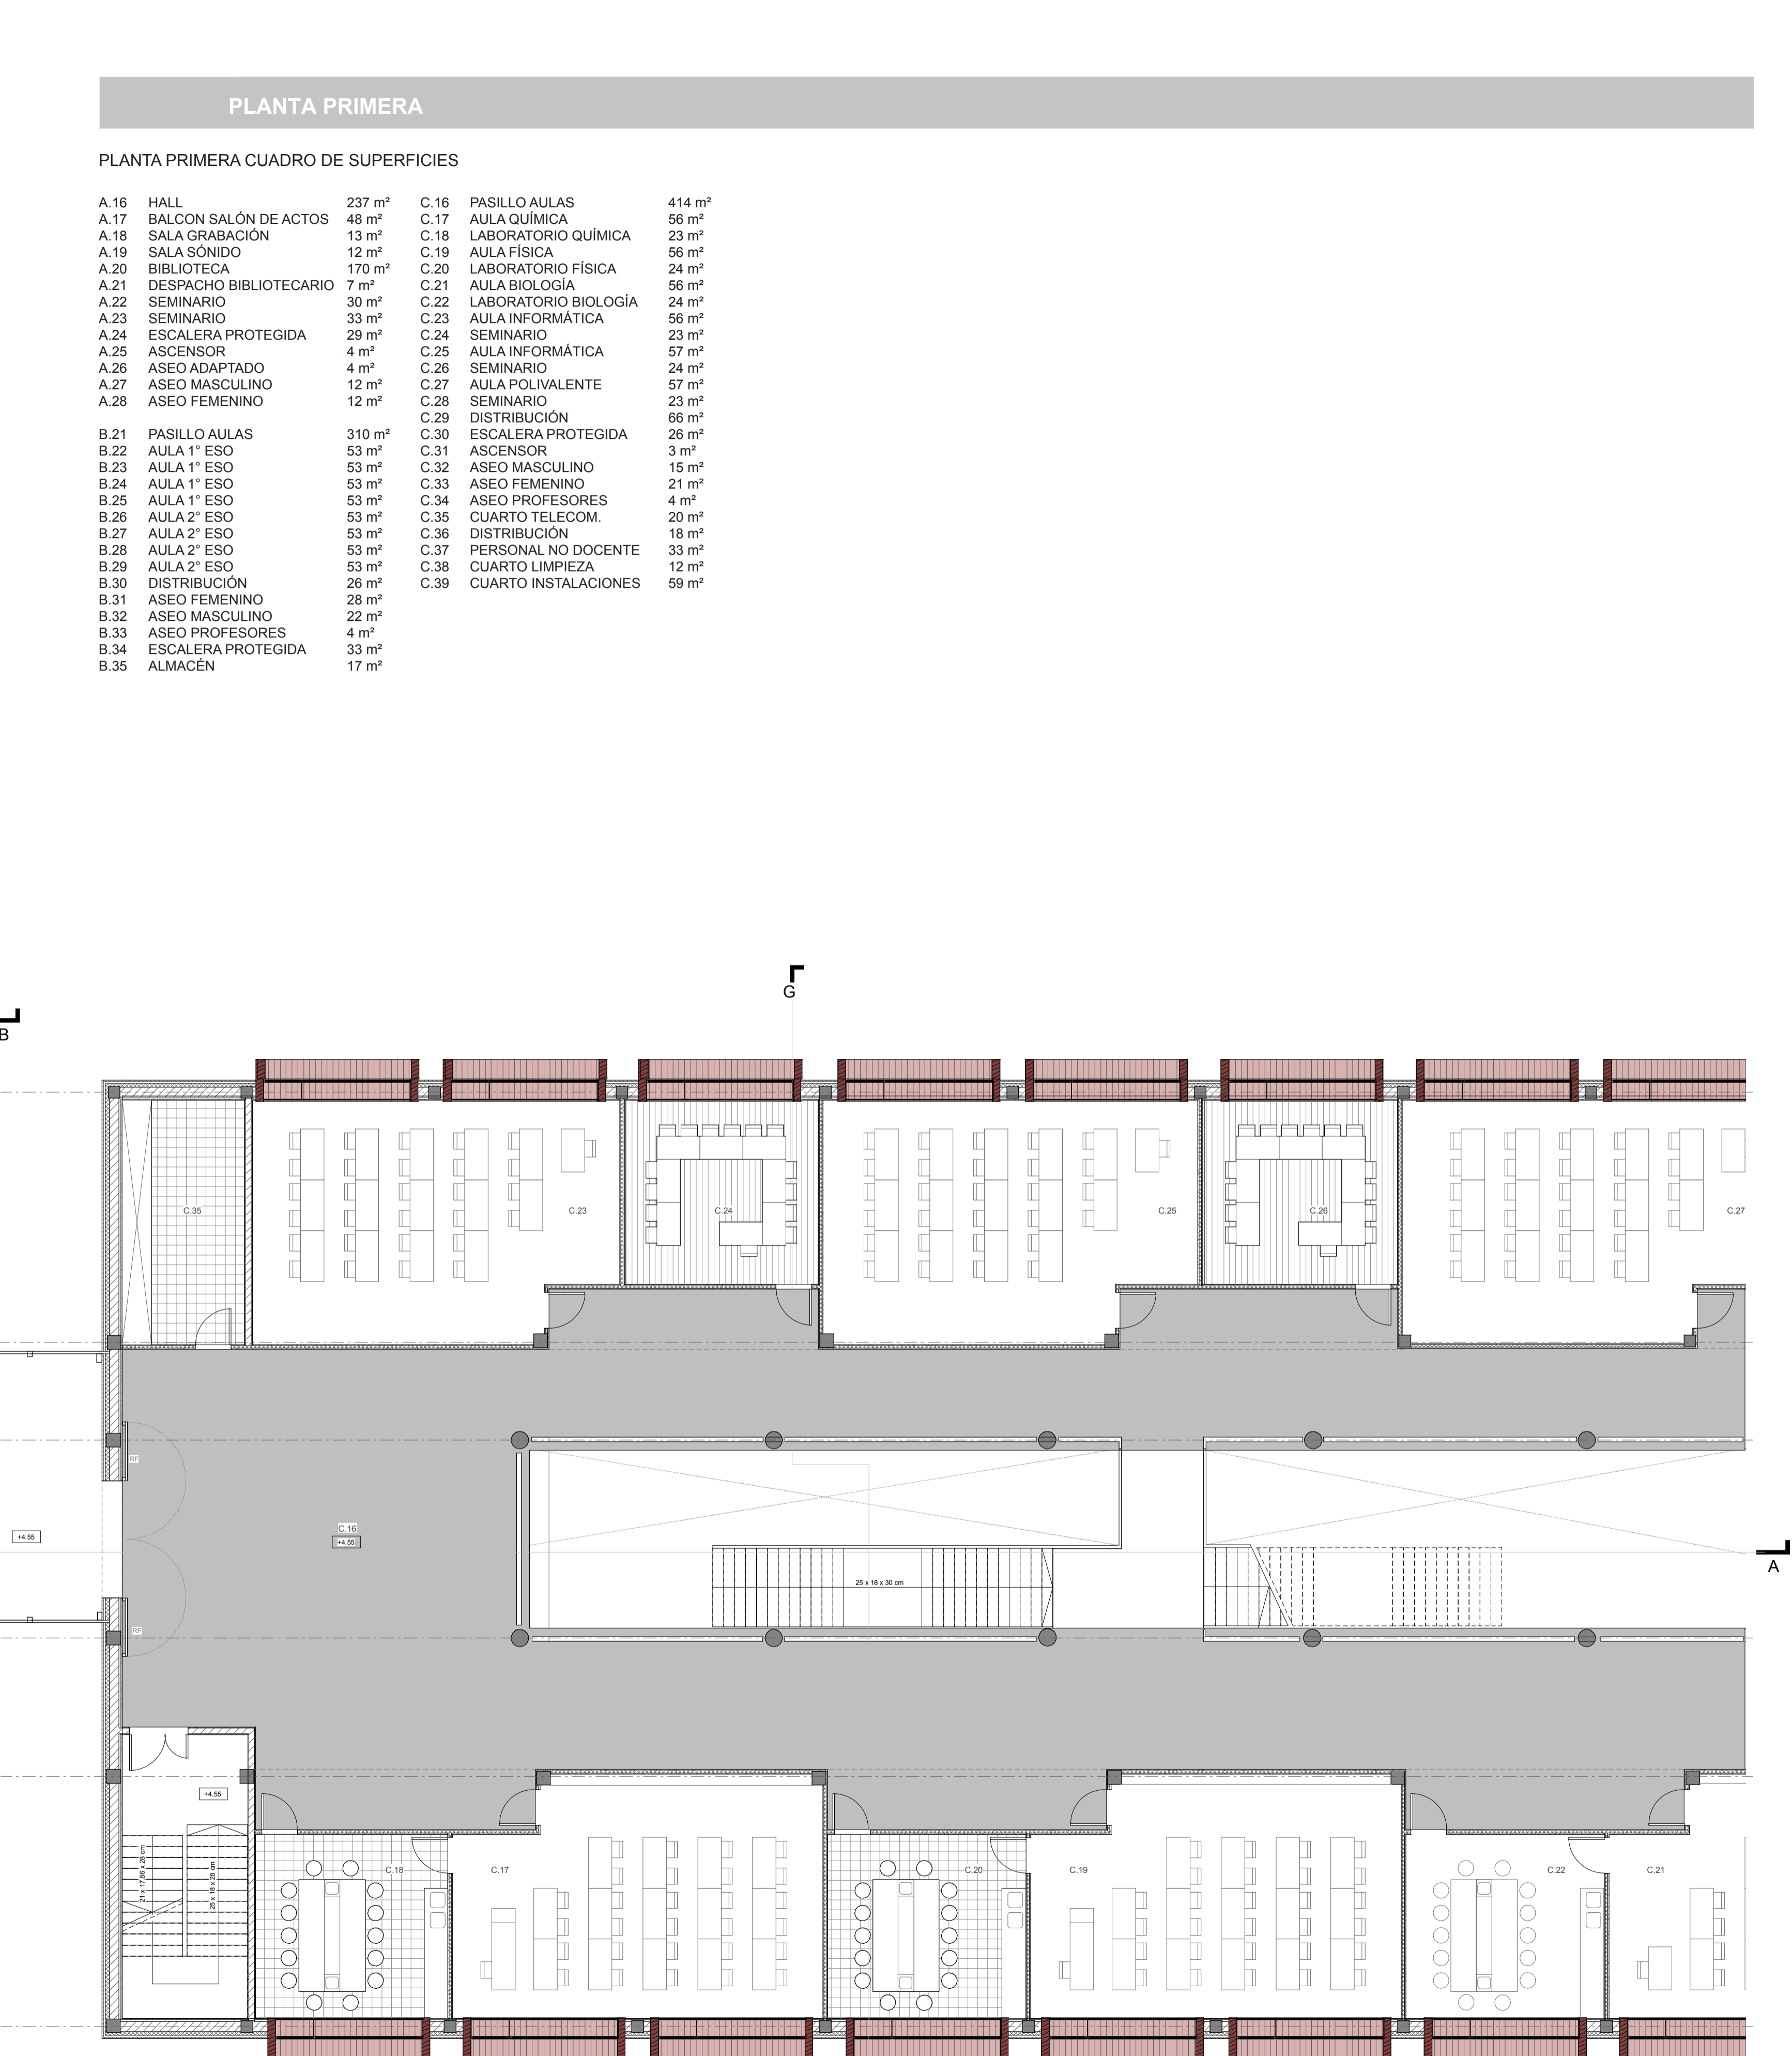 PLANTA PRIMERA
PLANTA PRIMERA CUADRO DE SUPERFICIES
A.16 HALL 237 m²
A.17 BALCON SALÓN DE ACTOS 48 m²
A.18 SALA GRABACIÓN 13 m²
A.19 SALA SÓNIDO 12 m²
A.20 BIBLIOTECA 170 m²
A.21 DESPACHO BIBLIOTECARIO 7 m²
A.22 SEMINARIO 30 m²
A.23 SEMINARIO 33 m²
A.24 ESCALERA PROTEGIDA 29 m²
A.25 ASCENSOR 4 m²
A.26 ASEO ADAPTADO 4 m²
A.27 ASEO MASCULINO 12 m²
A.28 ASEO FEMENINO 12 m²
B.21 PASILLO AULAS 310 m²
B.22 AULA 1° ESO 53 m²
B.23 AULA 1° ESO 53 m²
B.24 AULA 1° ESO 53 m²
B.25 AULA 1° ESO 53 m²
B.26 AULA 2° ESO 53 m²
B.27 AULA 2° ESO 53 m²
B.28 AULA 2° ESO 53 m²
B.29 AULA 2° ESO 53 m²
B.30 DISTRIBUCIÓN 26 m²
B.31 ASEO FEMENINO 28 m²
B.32 ASEO MASCULINO 22 m²
B.33 ASEO PROFESORES 4 m²
B.34 ESCALERA PROTEGIDA 33 m²
B.35 ALMACÉN 17 m²
C.16 PASILLO AULAS 414 m²
C.17 AULA QUÍMICA 56 m²
C.18 LABORATORIO QUÍMICA 23 m²
C.19 AULA FÍSICA 56 m²
C.20 LABORATORIO FÍSICA 24 m²
C.21 AULA BIOLOGÍA 56 m²
C.22 LABORATORIO BIOLOGÍA 24 m²
C.23 AULA INFORMÁTICA 56 m²
C.24 SEMINARIO 23 m²
C.25 AULA INFORMÁTICA 57 m²
C.26 SEMINARIO 24 m²
C.27 AULA POLIVALENTE 57 m²
C.28 SEMINARIO 23 m²
C.29 DISTRIBUCIÓN 66 m²
C.30 ESCALERA PROTEGIDA 26 m²
C.31 ASCENSOR 3 m²
C.32 ASEO MASCULINO 15 m²
C.33 ASEO FEMENINO 21 m²
C.34 ASEO PROFESORES 4 m²
C.35 CUARTO TELECOM. 20 m²
C.36 DISTRIBUCIÓN 18 m²
C.37 PERSONAL NO DOCENTE 33 m²
C.38 CUARTO LIMPIEZA 12 m²
C.39 CUARTO INSTALACIONES 59 m²
G
B
C.35
C.23
C.24
C.25
C.26
C.27
RF
C.16
+4.55
+4.55
A
25 x 18 x 30 cm
RF
+4.55
21 x 17.86 x 28 cm
25 x 18 x 28 cm
C.18
C.17
C.20
C.19
C.22
C.21